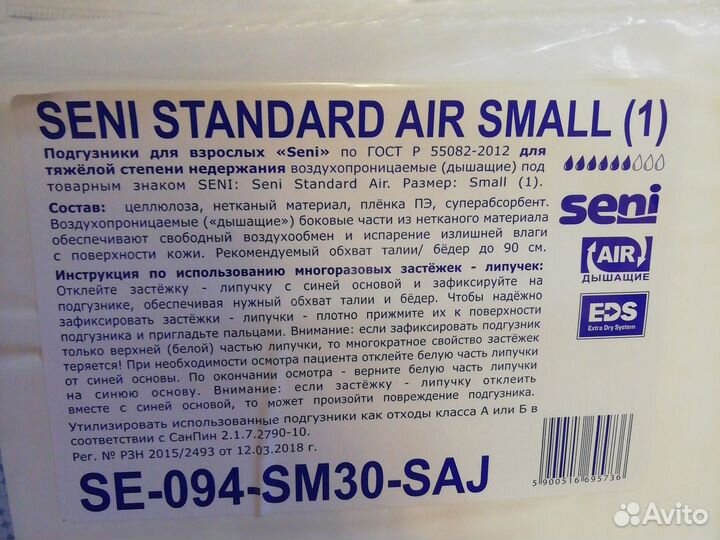 SENI STANDARD AIR SMALL (1)
Подгузники для взрослых «Seni» по ГОСТ Р 55082-2012 для
тяжёлой степени недержания воздухопроницаемые (дышащие) под
товарным знаком SENI: Seni Standard Air. Размер: Small (1).
Состав: целлюлоза, нетканый материал, плёнка ПЭ, суперабсорбент.
Воздухопроницаемые («дышащие») боковые части из нетканого материала
обеспечивают свободный воздухообмен и испарение излишней влаги
с поверхности кожи. Рекомендуемый обхват талии/ бёдер до 90 см.
seni
AIR
ДЫШАЩИЕ
EDS
Extra Dry System
Инструкция по использованию многоразовых застёжек - липучек:
Отклейте застёжку - липучку с синей основой и зафиксируйте на
подгузнике, обеспечивая нужный обхват талии и бёдер. Чтобы надёжно
зафиксировать застёжки - липучки - плотно прижмите их к поверхности
подгузника и пригладьте пальцами. Внимание: если зафиксировать подгузник
только верхней (белой) частью липучки, то многократное свойство застёжек
теряется! При необходимости осмотра пациента отклейте белую часть липучки
от синей основы. По окончании осмотра - верните белую часть липучки
на синюю основу. Внимание: если застёжку - липучку отклеить
вместе с синей основой, то может произойти повреждение подгузника.
Утилизировать использованные подгузники как отходы класса А или Б в
соответствии с СанПин 2.1.7.2790-10.
Рег. № РЗН 2015/2493 от 12.03.2018 г.
SE-094-SM30-SAJ
5 900516 695736
Avito